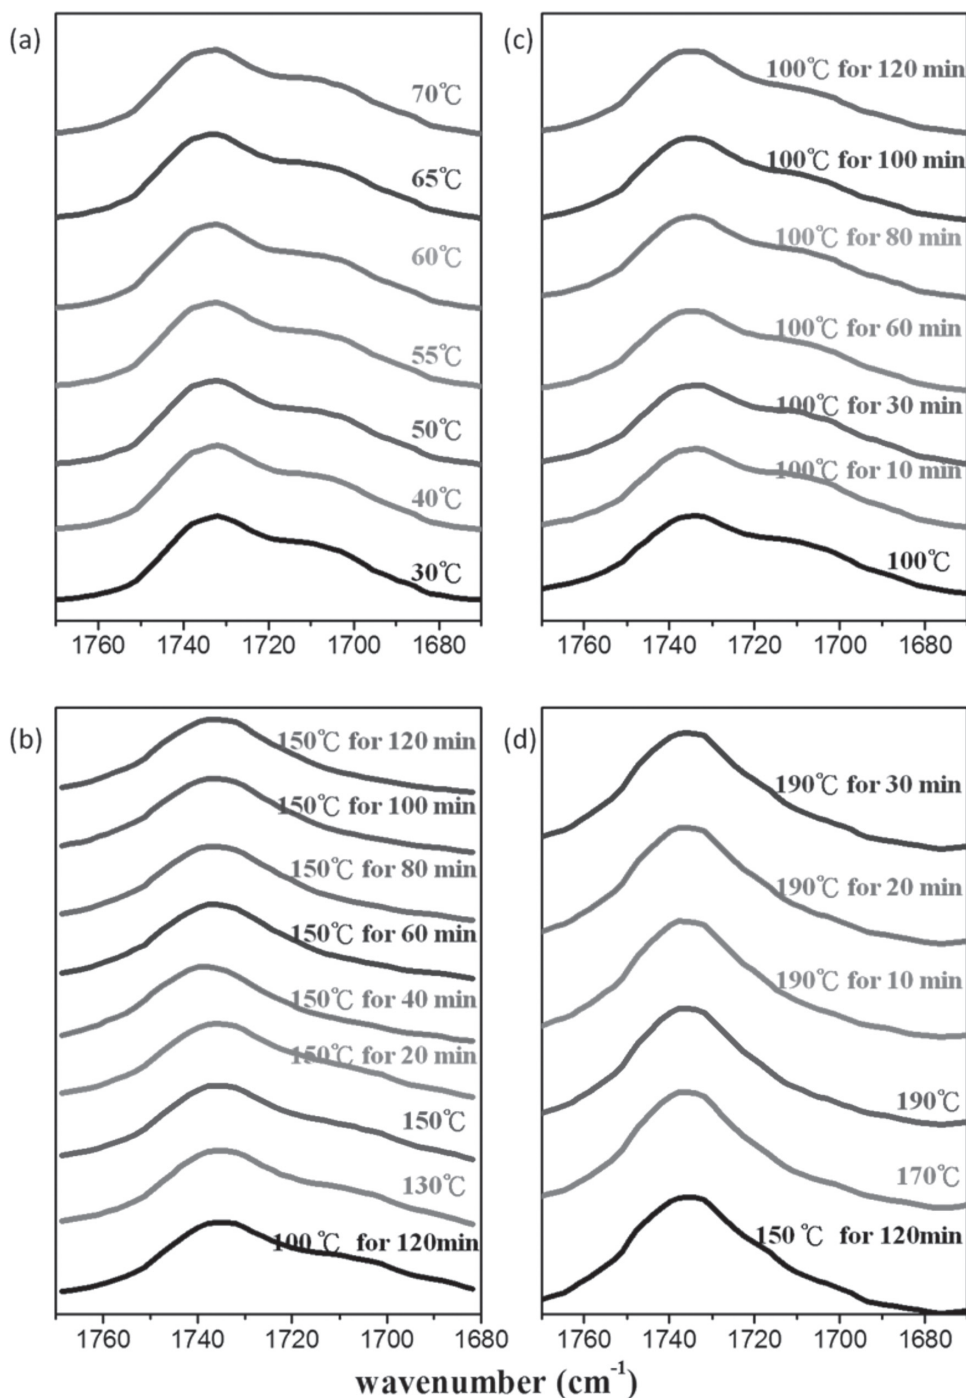 (a)
70℃
65℃
60℃
55℃
50℃
40℃
30℃
1760 1740 1720 1700 1680
(c)
100℃ for 120 min
100℃ for 100 min
100℃ for 80 min
100℃ for 60 min
100℃ for 30 min
100℃ for 10 min
100℃
1760 1740 1720 1700 1680
(b)
150℃ for 120 min
150℃ for 100 min
150℃ for 80 min
150℃ for 60 min
150℃ for 40 min
150℃ for 20 min
150℃
130℃
100℃ for 120min
1760 1740 1720 1700 1680
(d)
190℃ for 30 min
190℃ for 20 min
190℃ for 10 min
190℃
170℃
150℃ for 120min
1760 1740 1720 1700 1680
wavenumber (cm⁻¹)